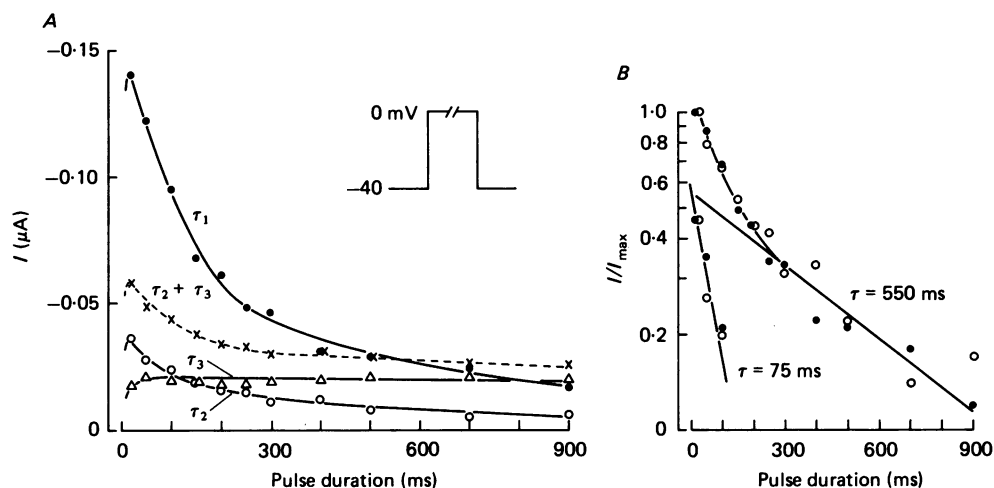 A
−0·15
−0·10
−0·05
0
I (μA)
0 mV
−40
τ1
τ2 + τ3
τ3
τ2
0 300 600 900
Pulse duration (ms)
B
1·0
0·8
0·6
0·4
0·2
0
I/Imax
τ = 550 ms
τ = 75 ms
0 300 600 900
Pulse duration (ms)